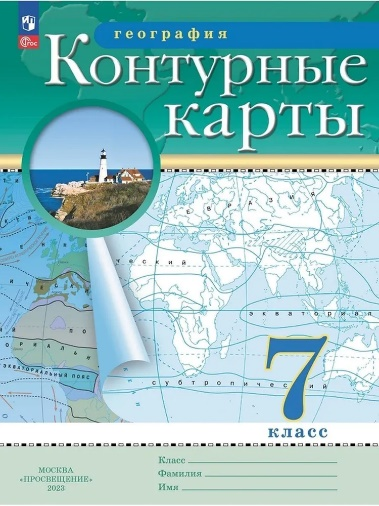 география
ФГОС
Контурные
карты
ЕВРАЗИЯ
экваториал
ЭКВАТОРИАЛЬНЫЙ ПОЯС
субтропический
7
класс
Класс
Фамилия
Имя
МОСКВА
«ПРОСВЕЩЕНИЕ»
2023